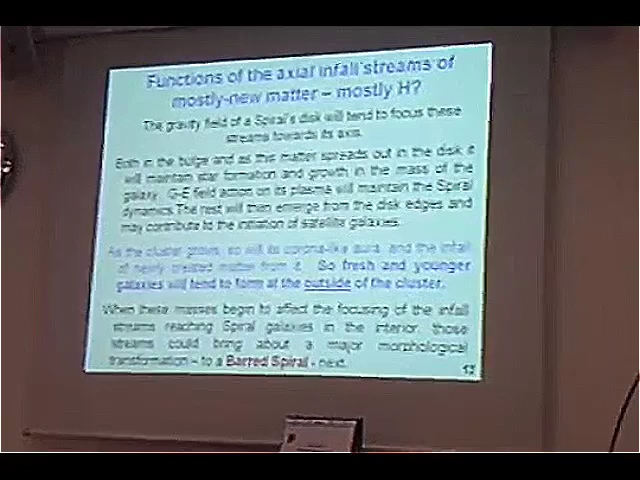 Functions of the axial infall streams of
mostly-new matter – mostly H?
The gravity field of a Spiral's disk will tend to focus these
streams towards its axis.
Both in the bulge and as this matter spreads out in the disk it
will maintain star formation and growth in the mass of the
galaxy. G-E field action on its plasma will maintain the Spiral
dynamics. The rest will then emerge from the disk edges and
may contribute to the initiation of satellite galaxies.
As the cluster grows, so will its corona-like aura, and the infall
of newly created matter from it. So fresh and younger
galaxies will tend to form at the outside of the cluster.
When these masses begin to affect the focusing of the infall
streams reaching Spiral galaxies in the interior, those
streams could bring about a major morphological
transformation – to a Barred Spiral - next.